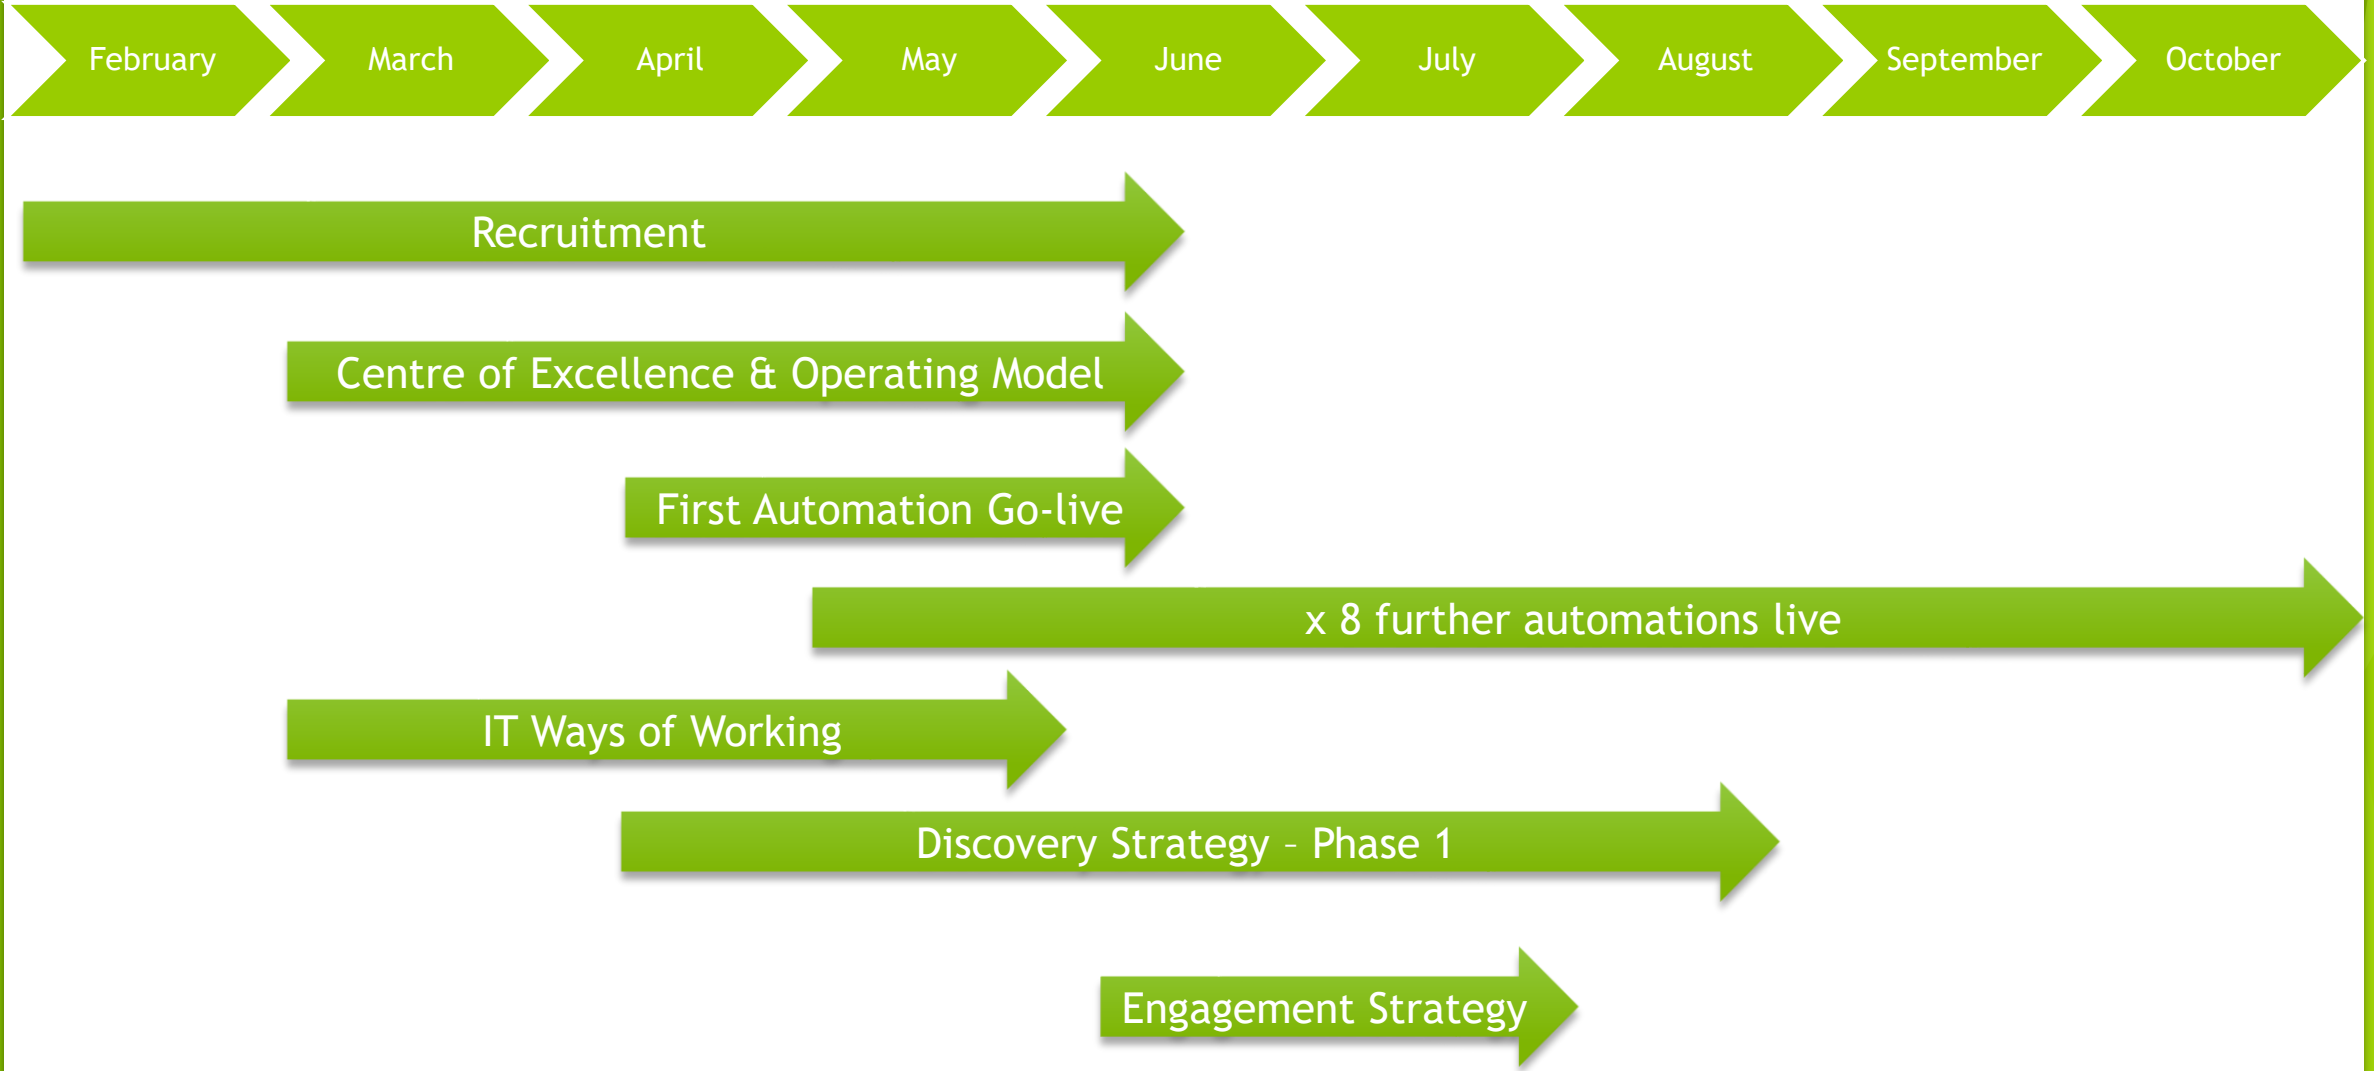 February March April May June July August September October
Recruitment
Centre of Excellence & Operating Model
First Automation Go-live
x 8 further automations live
IT Ways of Working
Discovery Strategy – Phase 1
Engagement Strategy